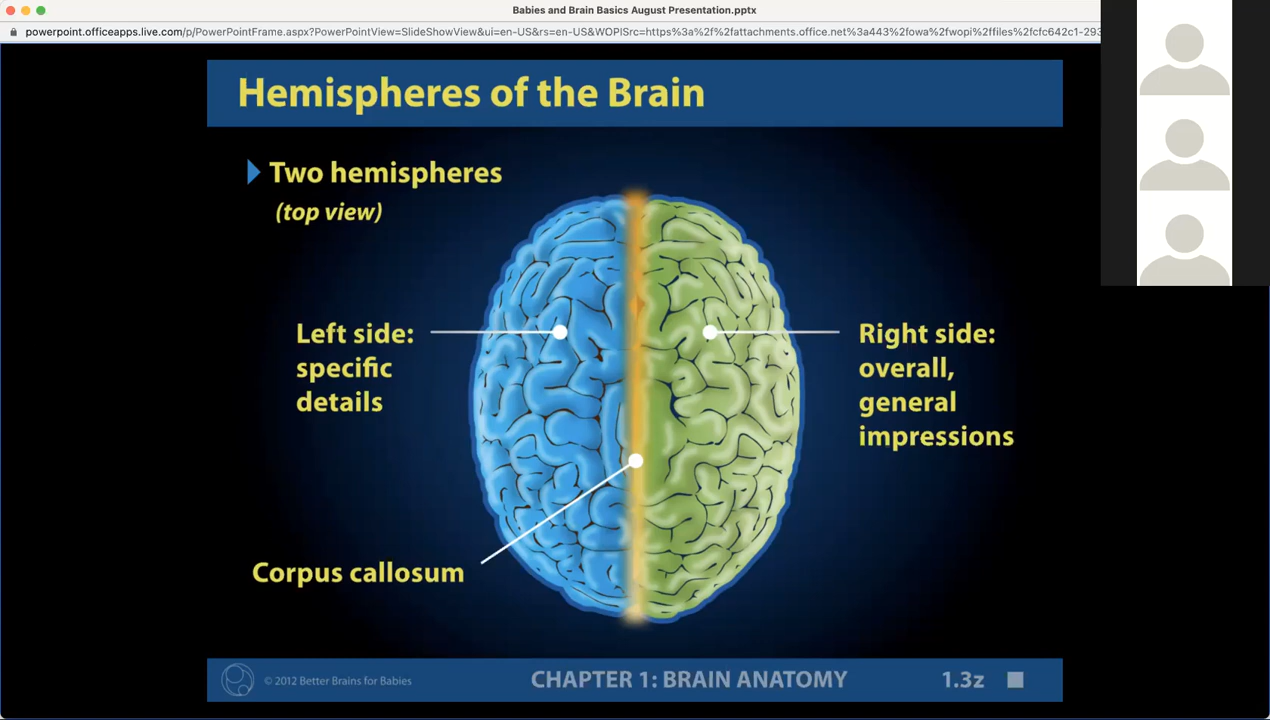 Babies and Brain Basics August Presentation.pptx
powerpoint.officeapps.live.com/p/PowerPointFrame.aspx?PowerPointView=SlideShowView&ui=en-US&rs=en-US&WOPISrc=https%3a%2f%2fattachments.office.net%3a443%2fowa%2fwopi%2ffiles%2fcfc642c1-293
Hemispheres of the Brain
Two hemispheres
(top view)
Left side:
specific
details
Right side:
overall,
general
impressions
Corpus callosum
© 2012 Better Brains for Babies
CHAPTER 1: BRAIN ANATOMY
1.3z